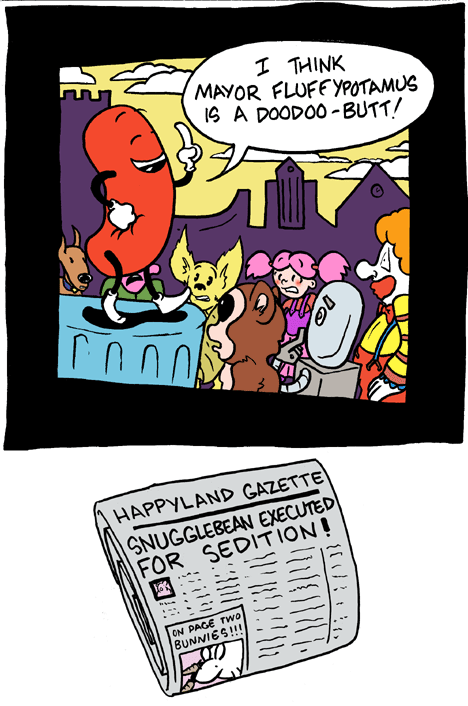 I THINK
MAYOR FLUFFYPOTAMUS
IS A DOODOO-BUTT!
HAPPYLAND GAZETTE
SNUGGLEBEAN EXECUTED
FOR SEDITION!
ON PAGE TWO
BUNNIES!!!